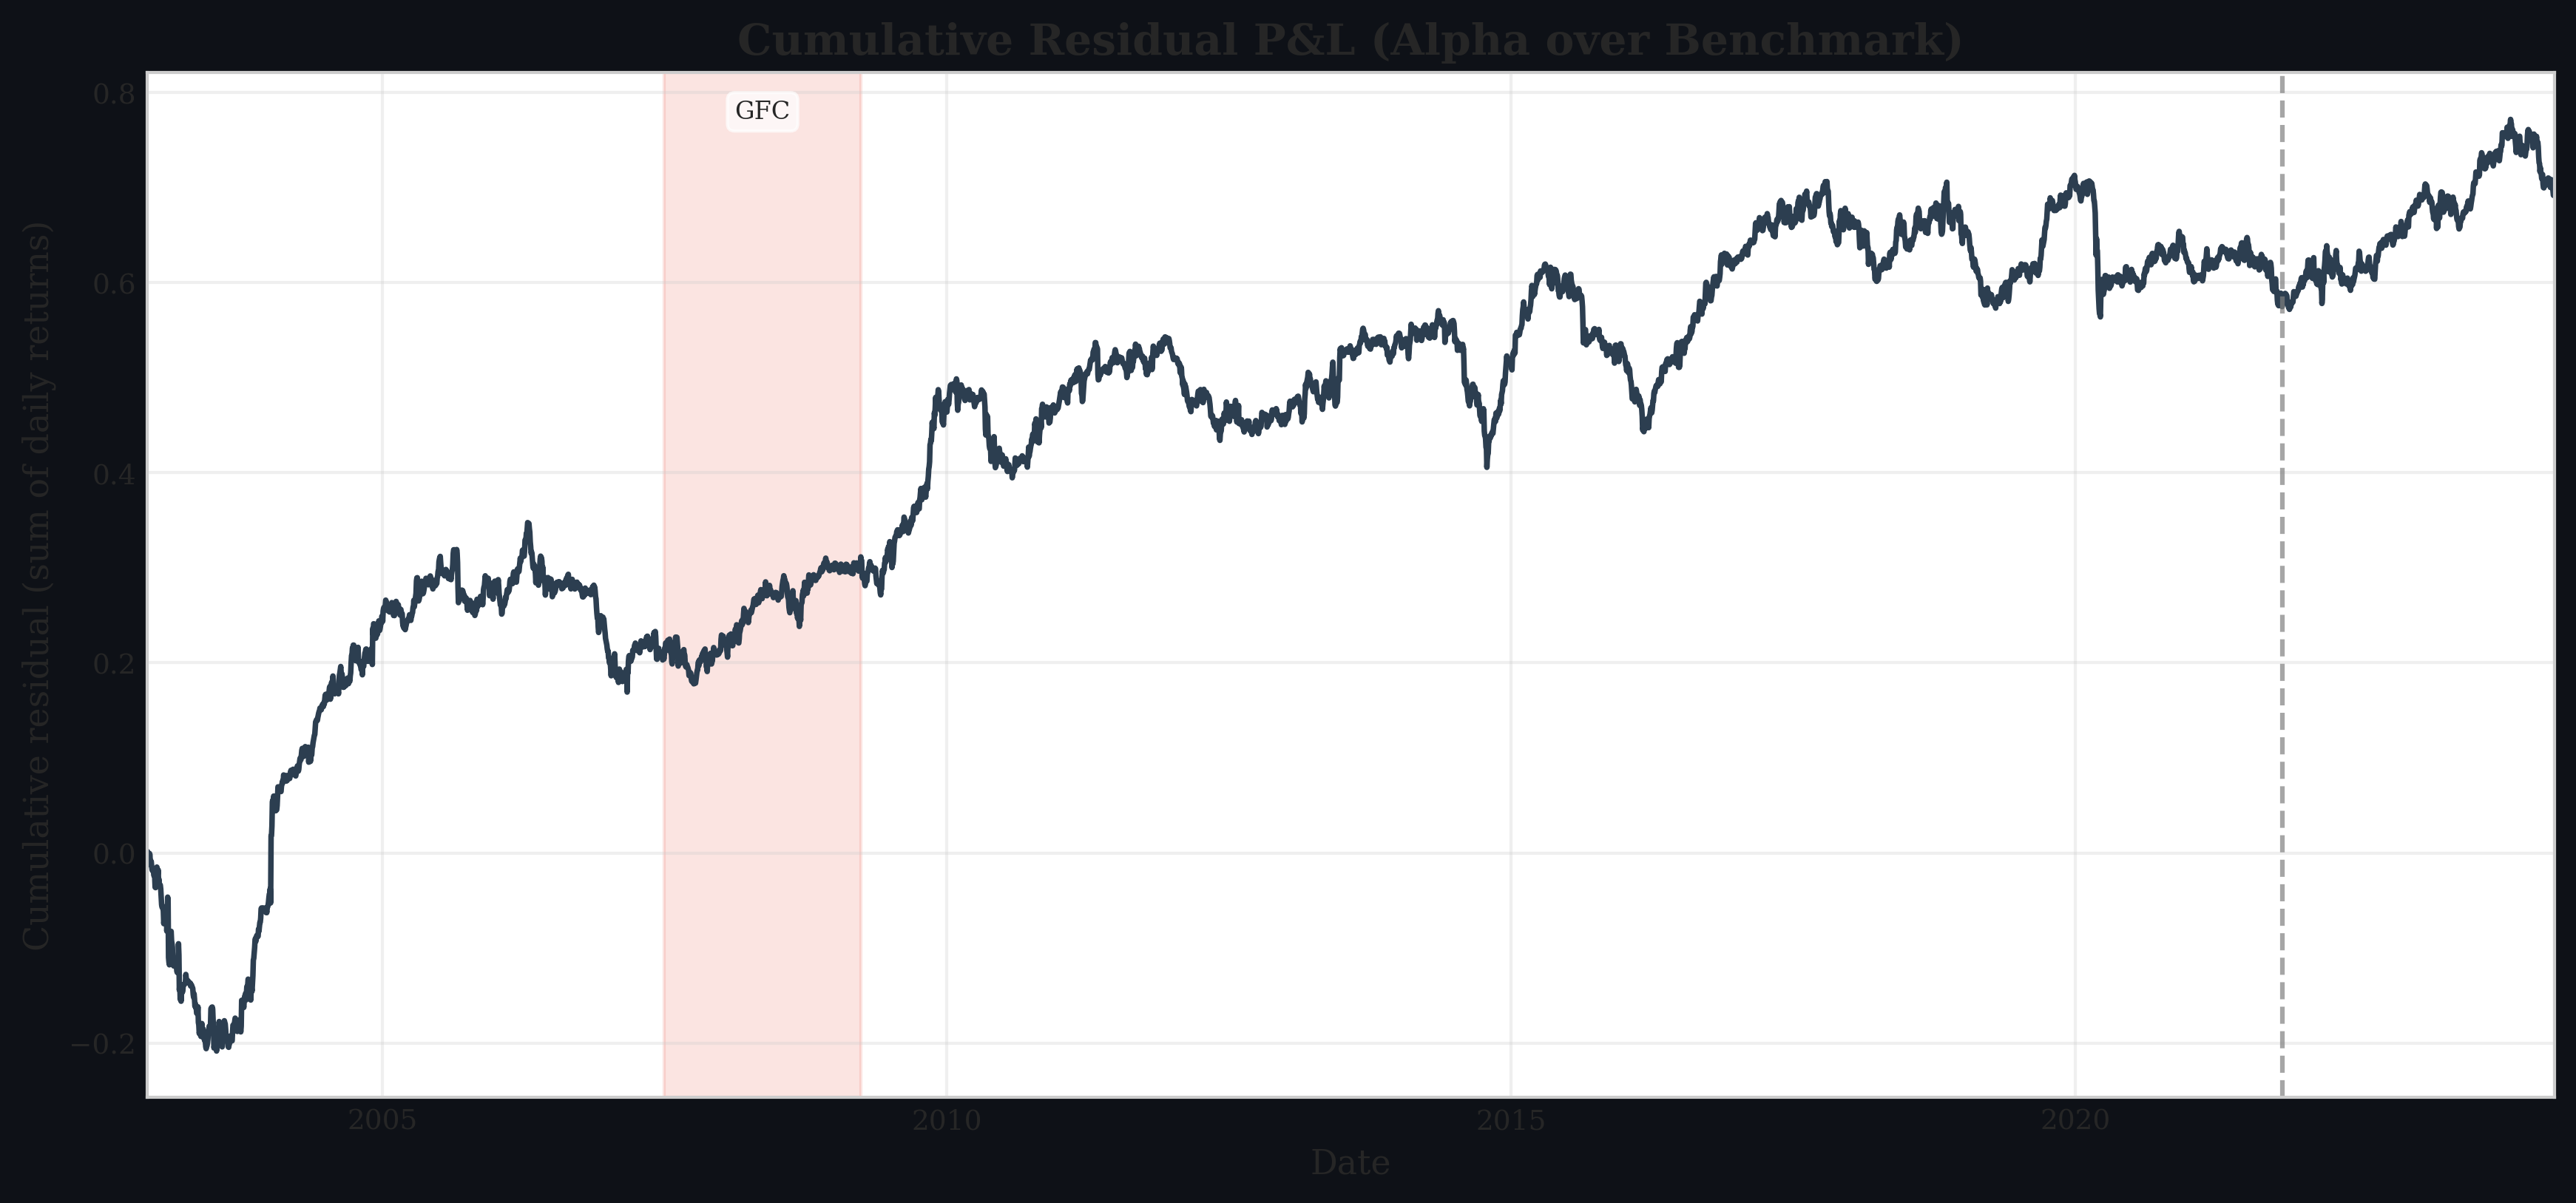 Cumulative Residual P&L (Alpha over Benchmark)
GFC
Cumulative residual (sum of daily returns)
0.8
0.6
0.4
0.2
0.0
−0.2
2005
2010
2015
2020
Date